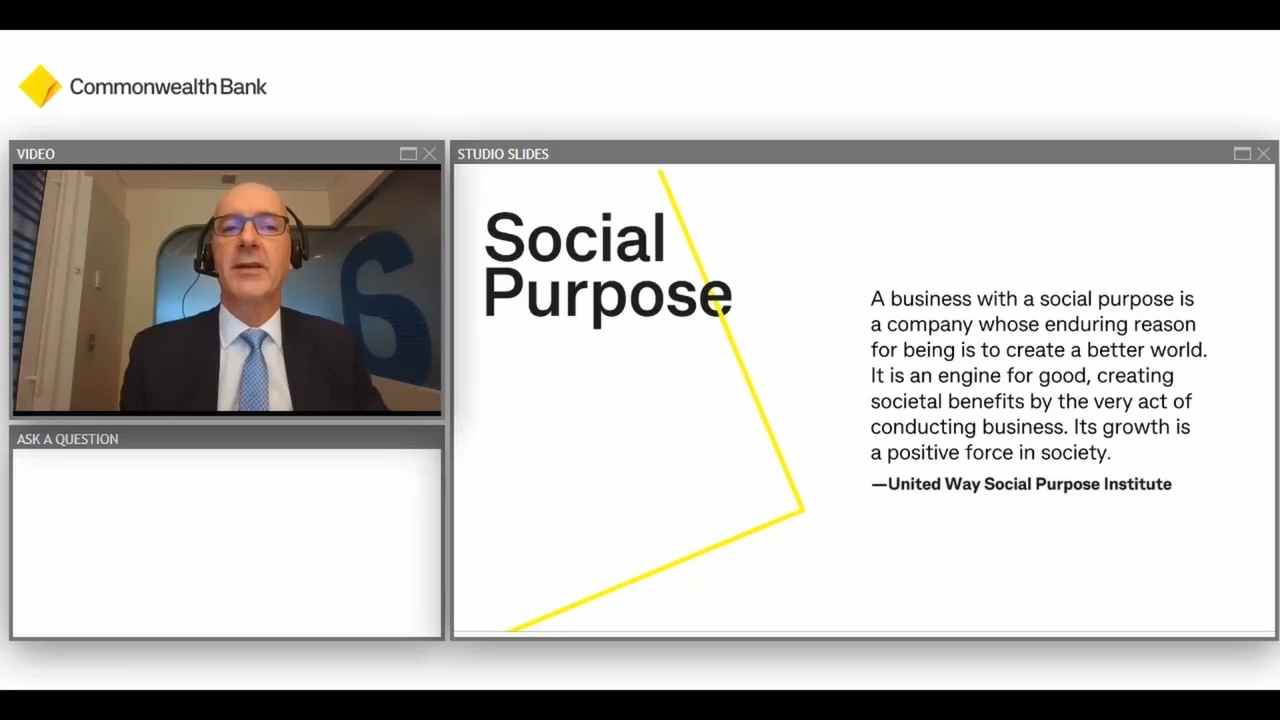 CommonwealthBank
VIDEO
6
ASK A QUESTION
STUDIO SLIDES
Social
Purpose
A business with a social purpose is
a company whose enduring reason
for being is to create a better world.
It is an engine for good, creating
societal benefits by the very act of
conducting business. Its growth is
a positive force in society.
—United Way Social Purpose Institute